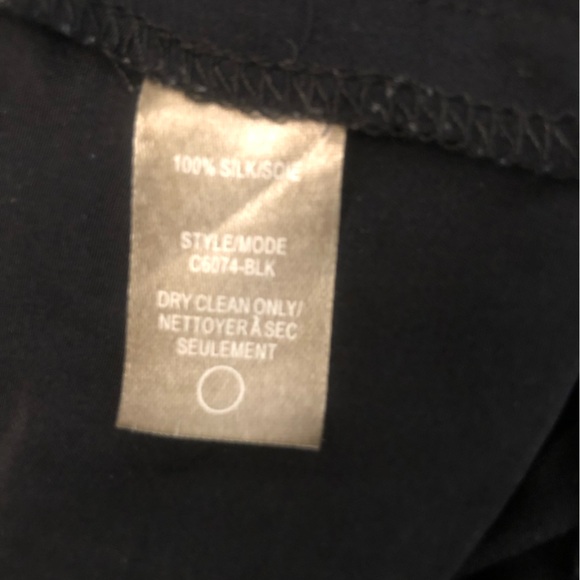 100% SILK/SOIE
STYLE/MODE
C6074-BLK
DRY CLEAN ONLY/
NETTOYER À SEC
SEULEMENT